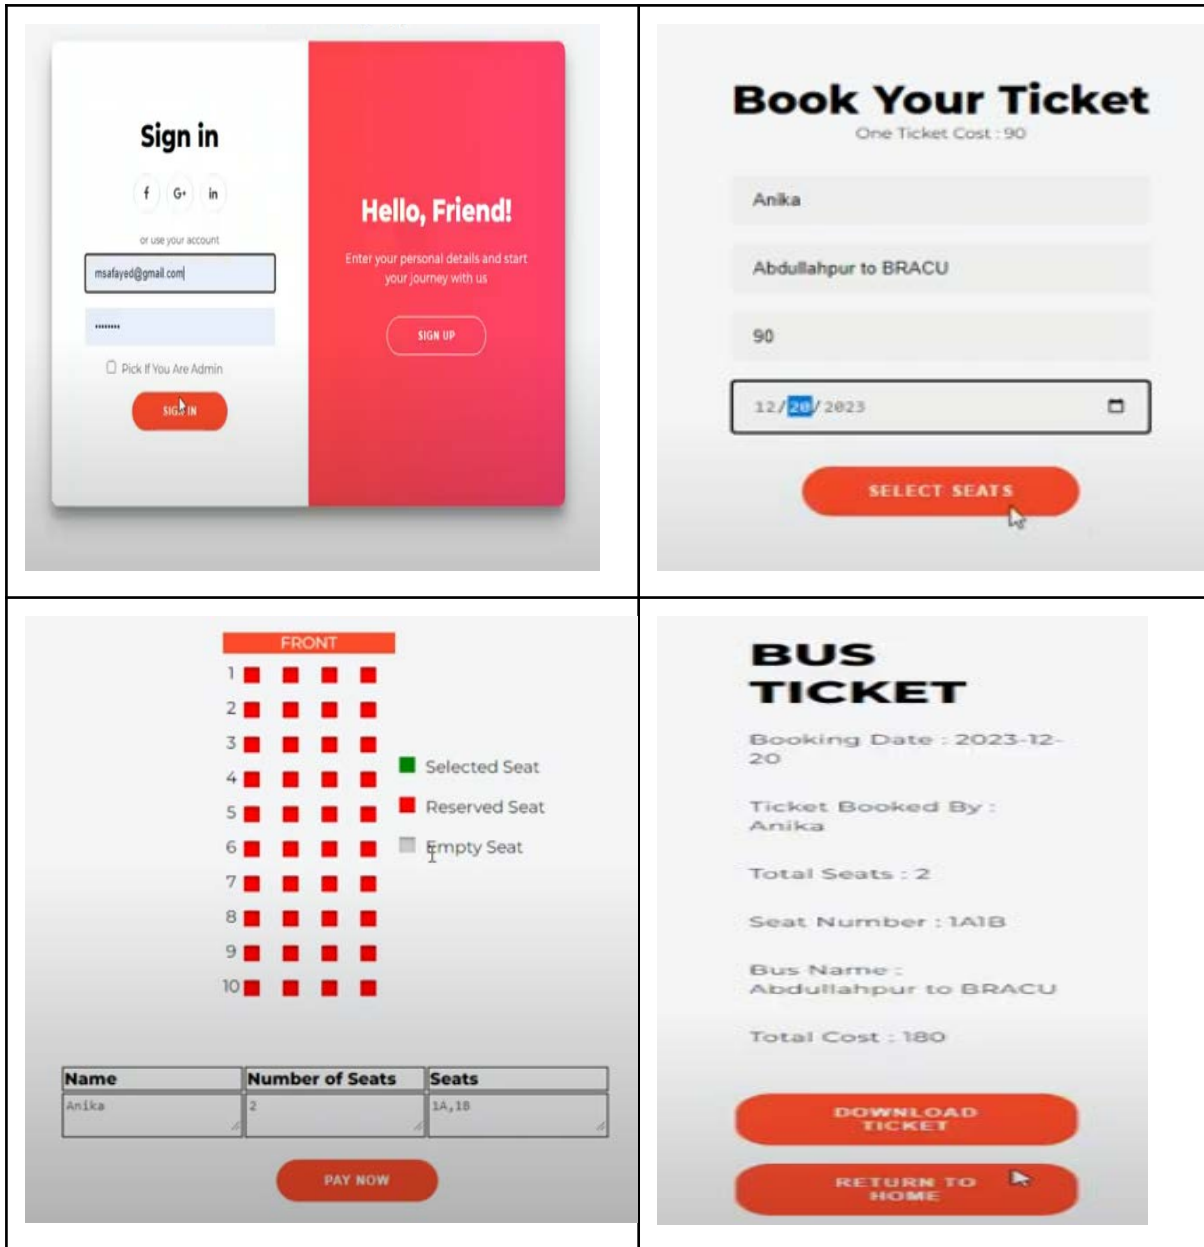 Sign in
f G+ in
or use your account
msafayed@gmail.com
Pick If You Are Admin
SIGN IN
Hello, Friend!
Enter your personal details and start
your journey with us
SIGN UP
Book Your Ticket
One Ticket Cost : 90
Anika
Abdullahpur to BRACU
90
12/20/2023
SELECT SEATS
FRONT
1
2
3
4
5
6
7
8
9
10
Selected Seat
Reserved Seat
Empty Seat
Name Number of Seats Seats
Anika 2 1A,1B
PAY NOW
BUS
TICKET
Booking Date : 2023-12-
20
Ticket Booked By :
Anika
Total Seats : 2
Seat Number : 1A1B
Bus Name :
Abdullahpur to BRACU
Total Cost : 180
DOWNLOAD
TICKET
RETURN TO
HOME